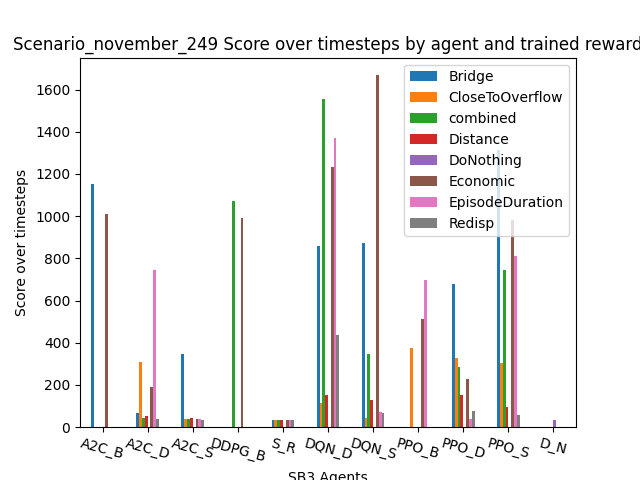 Scenario_november_249 Score over timesteps by agent and trained reward
Score over timesteps
1600
1400
1200
1000
800
600
400
200
0
Bridge
CloseToOverflow
combined
Distance
DoNothing
Economic
EpisodeDuration
Redisp
A2C_B
A2C_D
A2C_S
DDPG_B
S_R
DQN_D
DQN_S
PPO_B
PPO_D
PPO_S
D_N
SB3 Agents